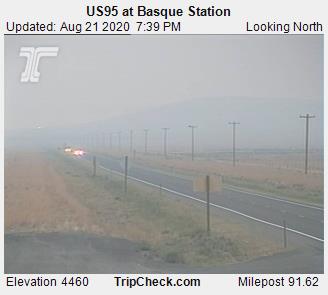 US95 at Basque Station
Updated: Aug 21 2020 7:39 PM Looking North
Elevation 4460 TripCheck.com Milepost 91.62